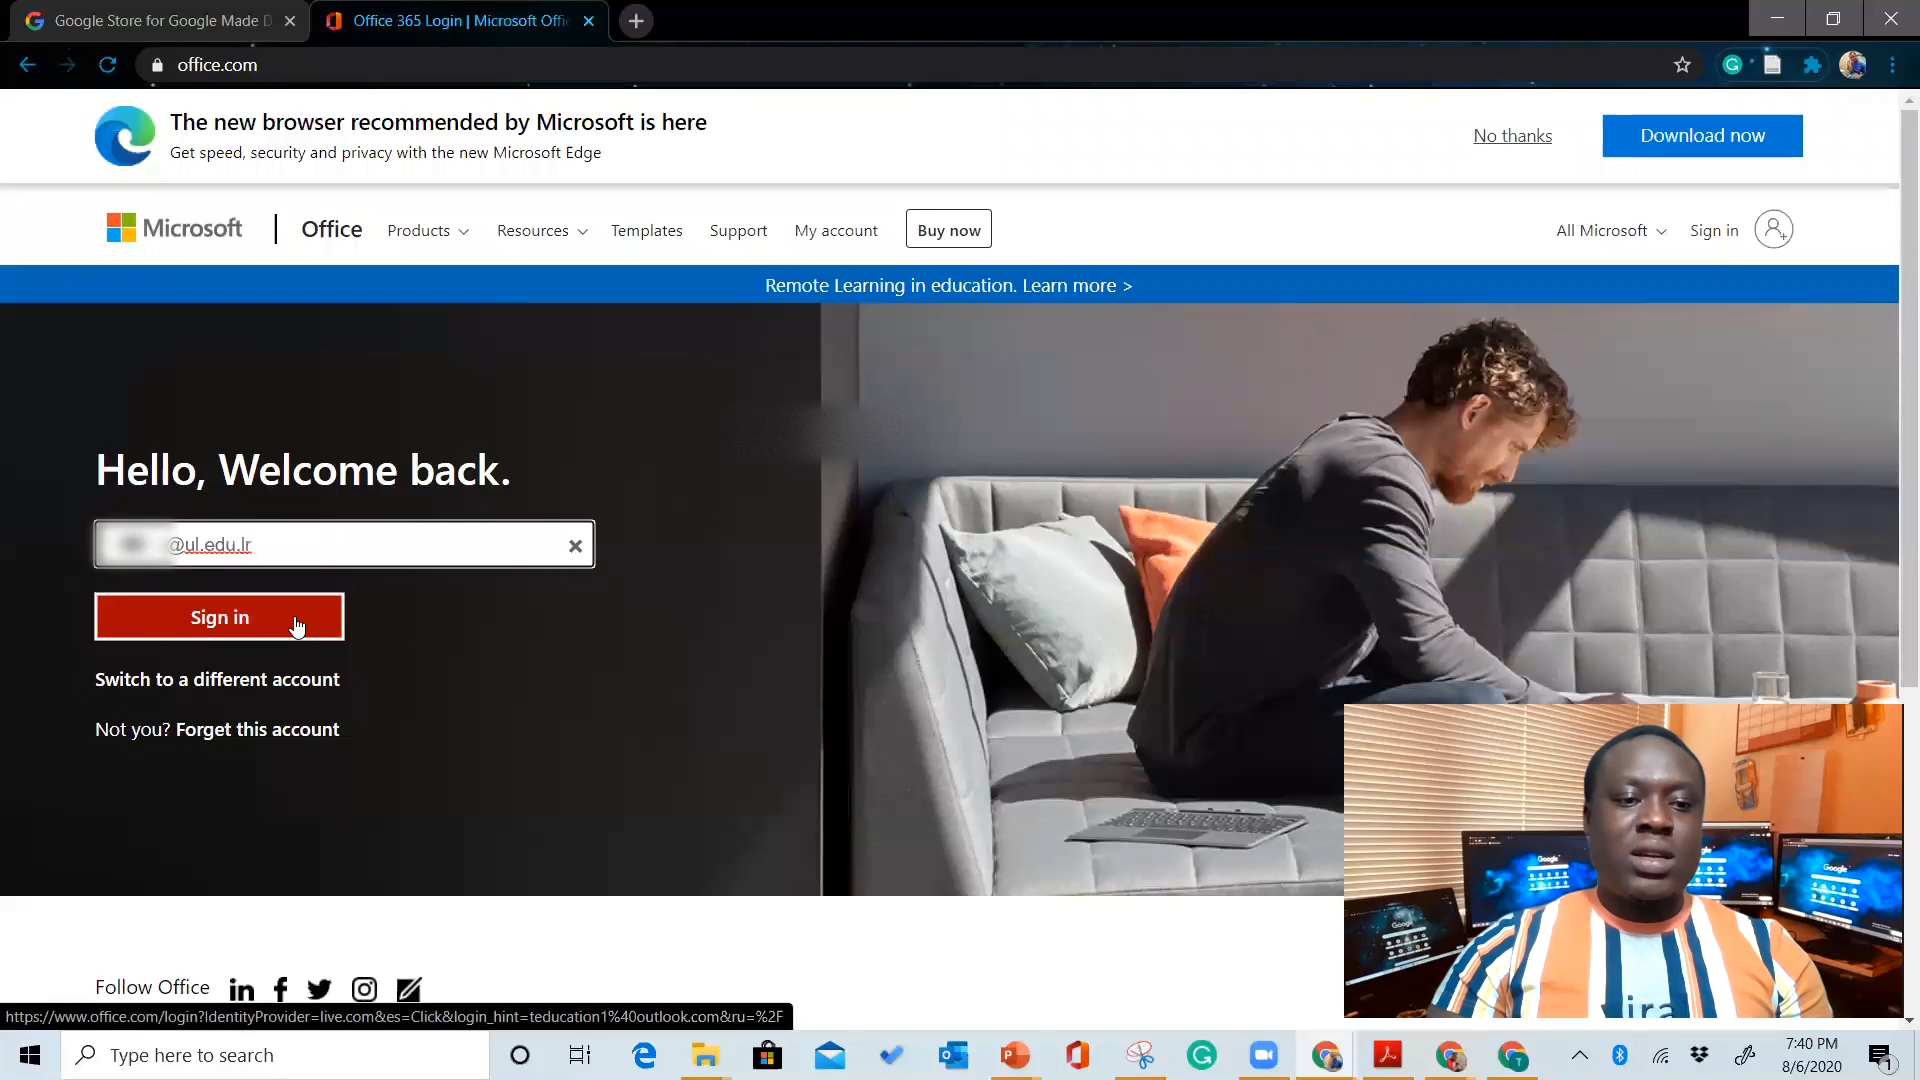 Google Store for Google Made D
Office 365 Login | Microsoft Offi
office.com
The new browser recommended by Microsoft is here
Get speed, security and privacy with the new Microsoft Edge
No thanks
Download now
Microsoft
Office
Products
Resources
Templates
Support
My account
Buy now
All Microsoft
Sign in
Remote Learning in education. Learn more >
Hello, Welcome back.
@ul.edu.lr
Sign in
Switch to a different account
Not you? Forget this account
Google
Google
Google
Google
Follow Office
https://www.office.com/login?IdentityProvider=live.com&es=Click&login_hint=teducation1%40outlook.com&ru=%2F
Type here to search
7:40 PM
8/6/2020
1